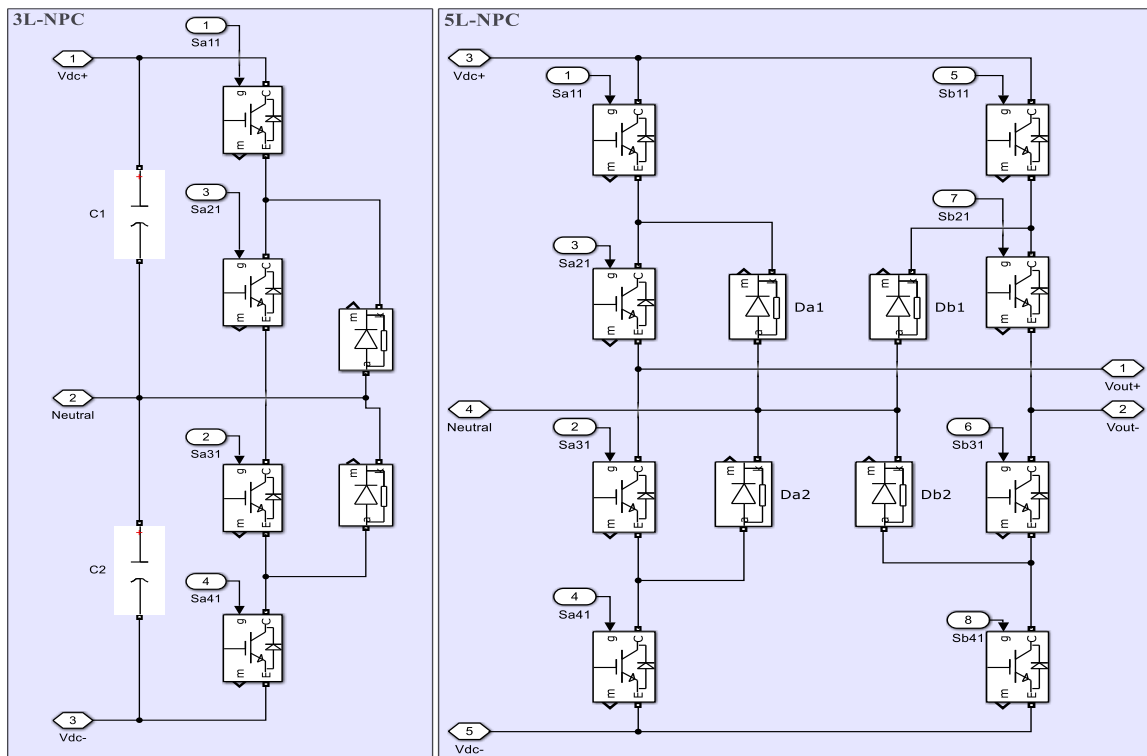 3L-NPC
1
Sa11
1
Vdc+
g
C
E
m
3
Sa21
C1
+
g
C
E
m
m
k
a
2
Neutral
2
Sa31
g
C
E
m
m
k
a
C2
+
4
Sa41
g
C
E
m
3
Vdc-
5L-NPC
3
Vdc+
1
Sa11
g
C
E
m
5
Sb11
g
C
E
m
3
Sa21
g
C
E
m
7
Sb21
g
C
E
m
m
k
a
Da1
m
k
a
Db1
1
Vout+
4
Neutral
2
Vout-
2
Sa31
g
C
E
m
6
Sb31
g
C
E
m
m
k
a
Da2
m
k
a
Db2
4
Sa41
g
C
E
m
8
Sb41
g
C
E
m
5
Vdc-